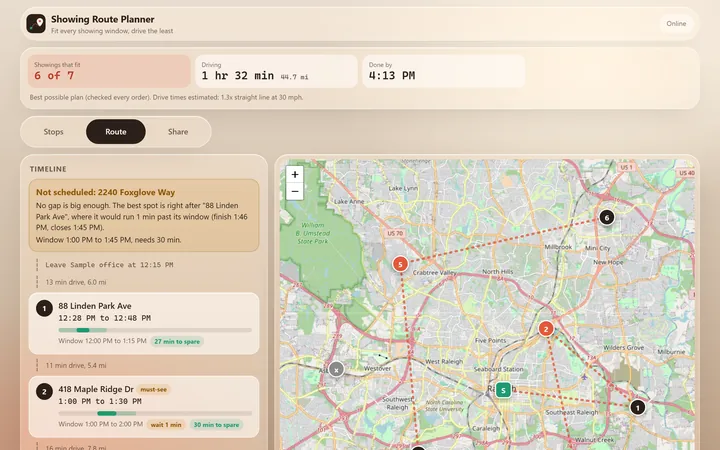 Showing Route Planner
Fit every showing window, drive the least
Online
Showings that fit
6 of 7
Driving
1 hr 32 min 44.7 mi
Done by
4:13 PM
Best possible plan (checked every order). Drive times estimated: 1.3x straight line at 30 mph.
Stops
Route
Share
TIMELINE
Not scheduled: 2240 Foxglove Way
No gap is big enough. The best spot is right after "88 Linden
Park Ave", where it would run 1 min past its window (finish 1:46
PM, closes 1:45 PM).
Window 1:00 PM to 1:45 PM, needs 30 min.
Leave Sample office at 12:15 PM
13 min drive, 6.0 mi
1
88 Linden Park Ave
12:28 PM to 12:48 PM
Window 12:00 PM to 1:15 PM
27 min to spare
11 min drive, 5.4 mi
2
418 Maple Ridge Dr must-see
1:00 PM to 1:30 PM
Window 1:00 PM to 2:00 PM
wait 1 min
30 min to spare
16 min drive, 7.8 mi
+
−
US 1
US 40
Lake Lynn
Lake Anne
6
William
B. Umstead
State Park
US 70
Millbrook
Mini City
5
Crabtree Valley
North Hills
New Hope
2
Five Points
Wilders Grove
Milburnie
x
Westover
West Raleigh
Seaboard Station
S
Southwest
Raleigh
North Carolina
State University
1
Southeast Raleigh
Caraleigh
Walnut Creek